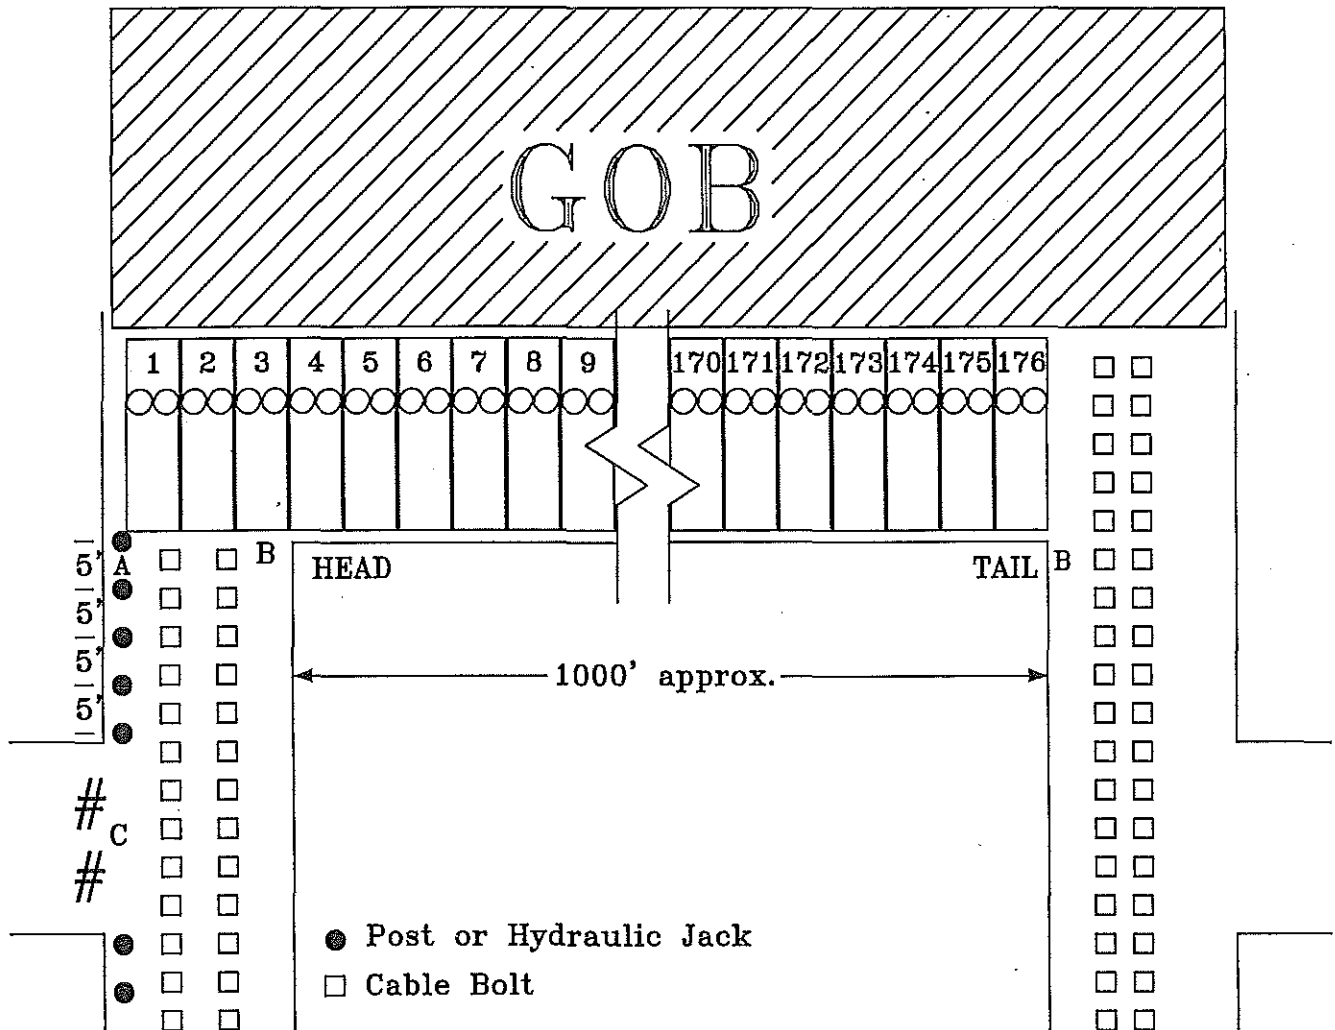 GOB
1 2 3 4 5 6 7 8 9 170 171 172 173 174 175 176
5' A B HEAD TAIL B
5'
5'
1000' approx.
5'
#
C
#
● Post or Hydraulic Jack
□ Cable Bolt